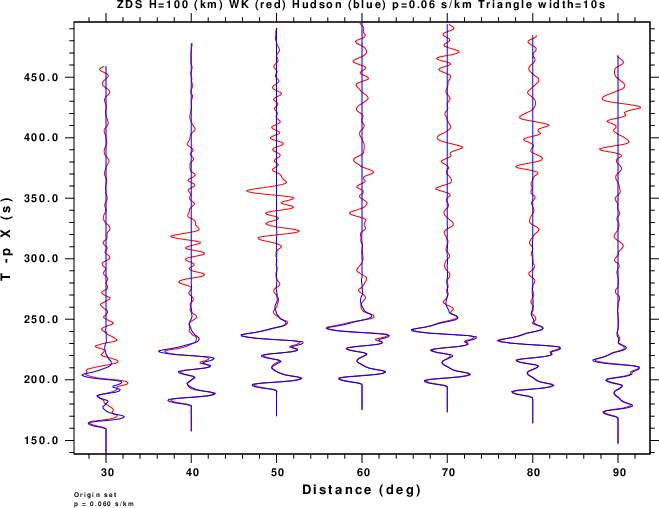 ZDS H=100 (km) WK (red) Hudson (blue) p=0.06 s/km Triangle width=10s
450.0
400.0
350.0
300.0
250.0
200.0
150.0
T -p X (s)
30 40 50 60 70 80 90
Distance (deg)
Origin set
p = 0.060 s/km